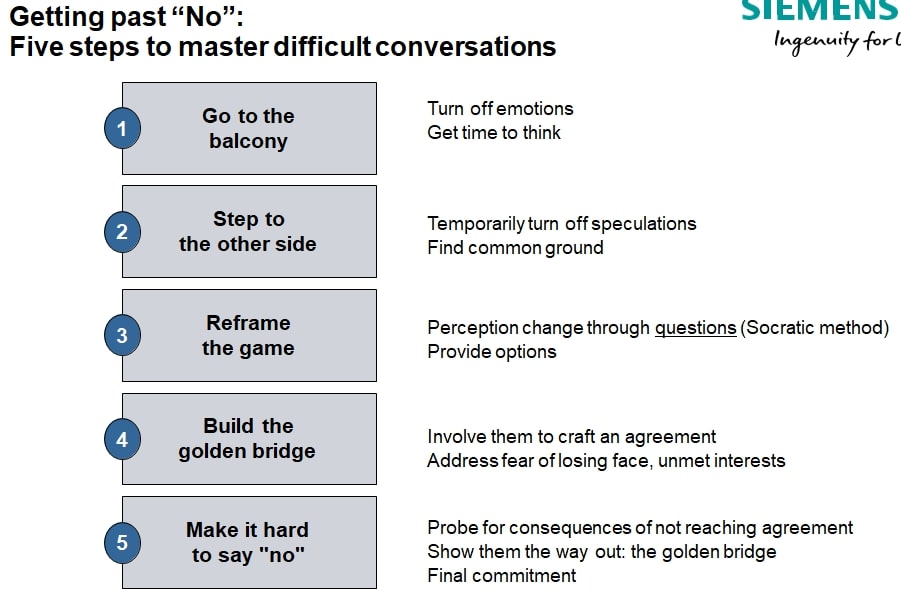 Getting past “No”:
Five steps to master difficult conversations
SIEMENS
Ingenuity for
1
Go to the
balcony
Turn off emotions
Get time to think
2
Step to
the other side
Temporarily turn off speculations
Find common ground
3
Reframe
the game
Perception change through questions (Socratic method)
Provide options
4
Build the
golden bridge
Involve them to craft an agreement
Address fear of losing face, unmet interests
5
Make it hard
to say "no"
Probe for consequences of not reaching agreement
Show them the way out: the golden bridge
Final commitment